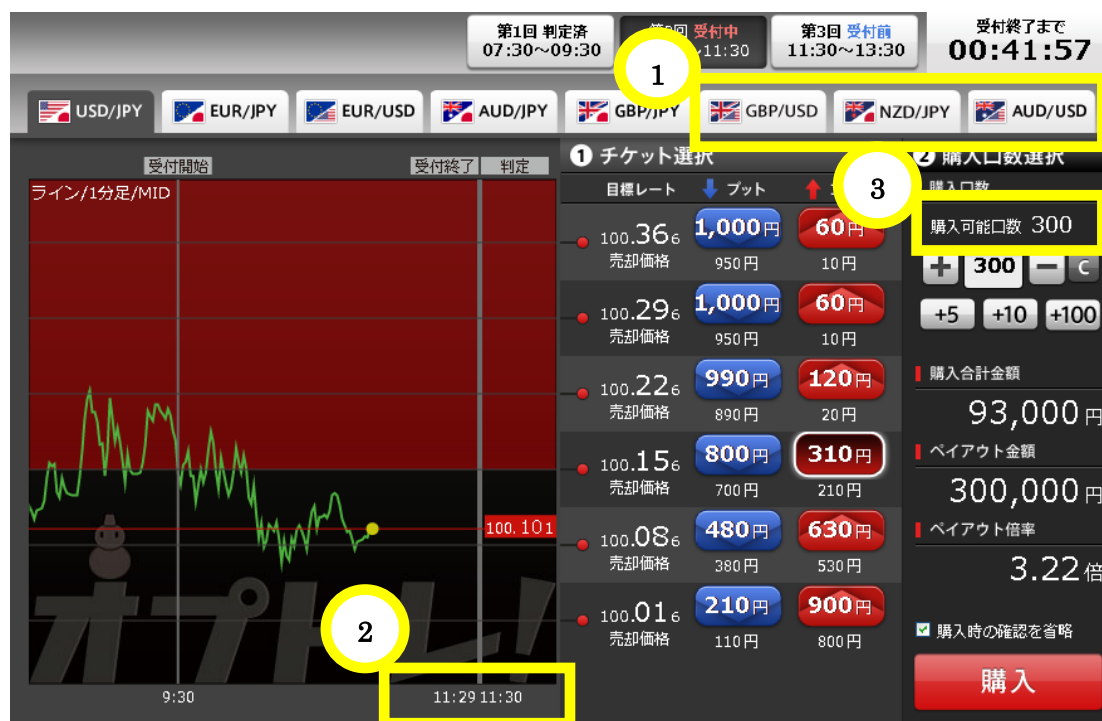 第1回 判定済
07:30～09:30
受付中
11:30
第3回 受付前
11:30～13:30
受付終了まで
00:41:57
1
USD/JPY
EUR/JPY
EUR/USD
AUD/JPY
GBP/JPY
GBP/USD
NZD/JPY
AUD/USD
受付開始
受付終了
判定
ライン/1分足/MID
100.101
オプトレ!
9:30
11:29
11:30
2
1 チケット選択
目標レート
プット
100.366
1,000円
60円
売却価格
950円
10円
100.296
1,000円
60円
売却価格
950円
10円
100.226
990円
120円
売却価格
890円
20円
100.156
800円
310円
売却価格
700円
210円
100.086
480円
630円
売却価格
380円
530円
100.016
210円
900円
売却価格
110円
800円
3
2 購入口数選択
購入口数
購入可能口数 300
+
300
−
C
+5
+10
+100
購入合計金額
93,000円
ペイアウト金額
300,000円
ペイアウト倍率
3.22倍
購入時の確認を省略
購入